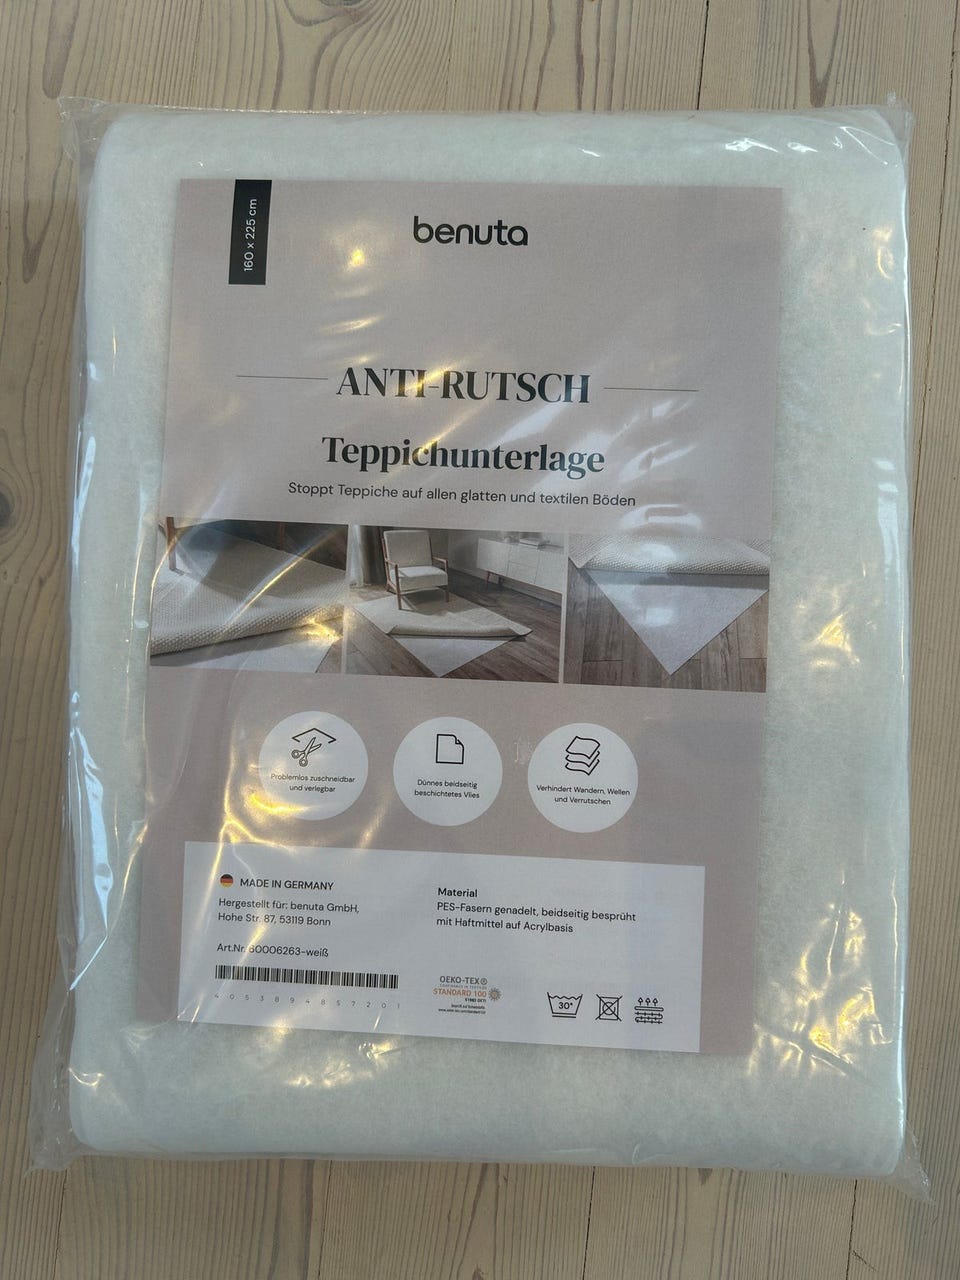 160 x 225 cm
benuta
ANTI-RUTSCH
Teppichunterlage
Stoppt Teppiche auf allen glatten und textilen Böden
Problemlos zuschneidbar
und verlegbar
Dünnes beidseitig
beschichtetes Vlies
Verhindert Wandern, Wellen
und Verrutschen
MADE IN GERMANY
Hergestellt für: benuta GmbH,
Hohe Str. 87, 53119 Bonn
Art.Nr. 60006263-weiß
Material
PES-Fasern genadelt, beidseitig besprüht
mit Haftmittel auf Acrylbasis
4053894857201
OEKO-TEX®
STANDARD 100
30°